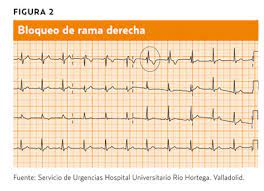 FIGURA 2
Bloqueo de rama derecha
Fuente: Servicio de Urgencias Hospital Universitario Río Hortega. Valladolid.